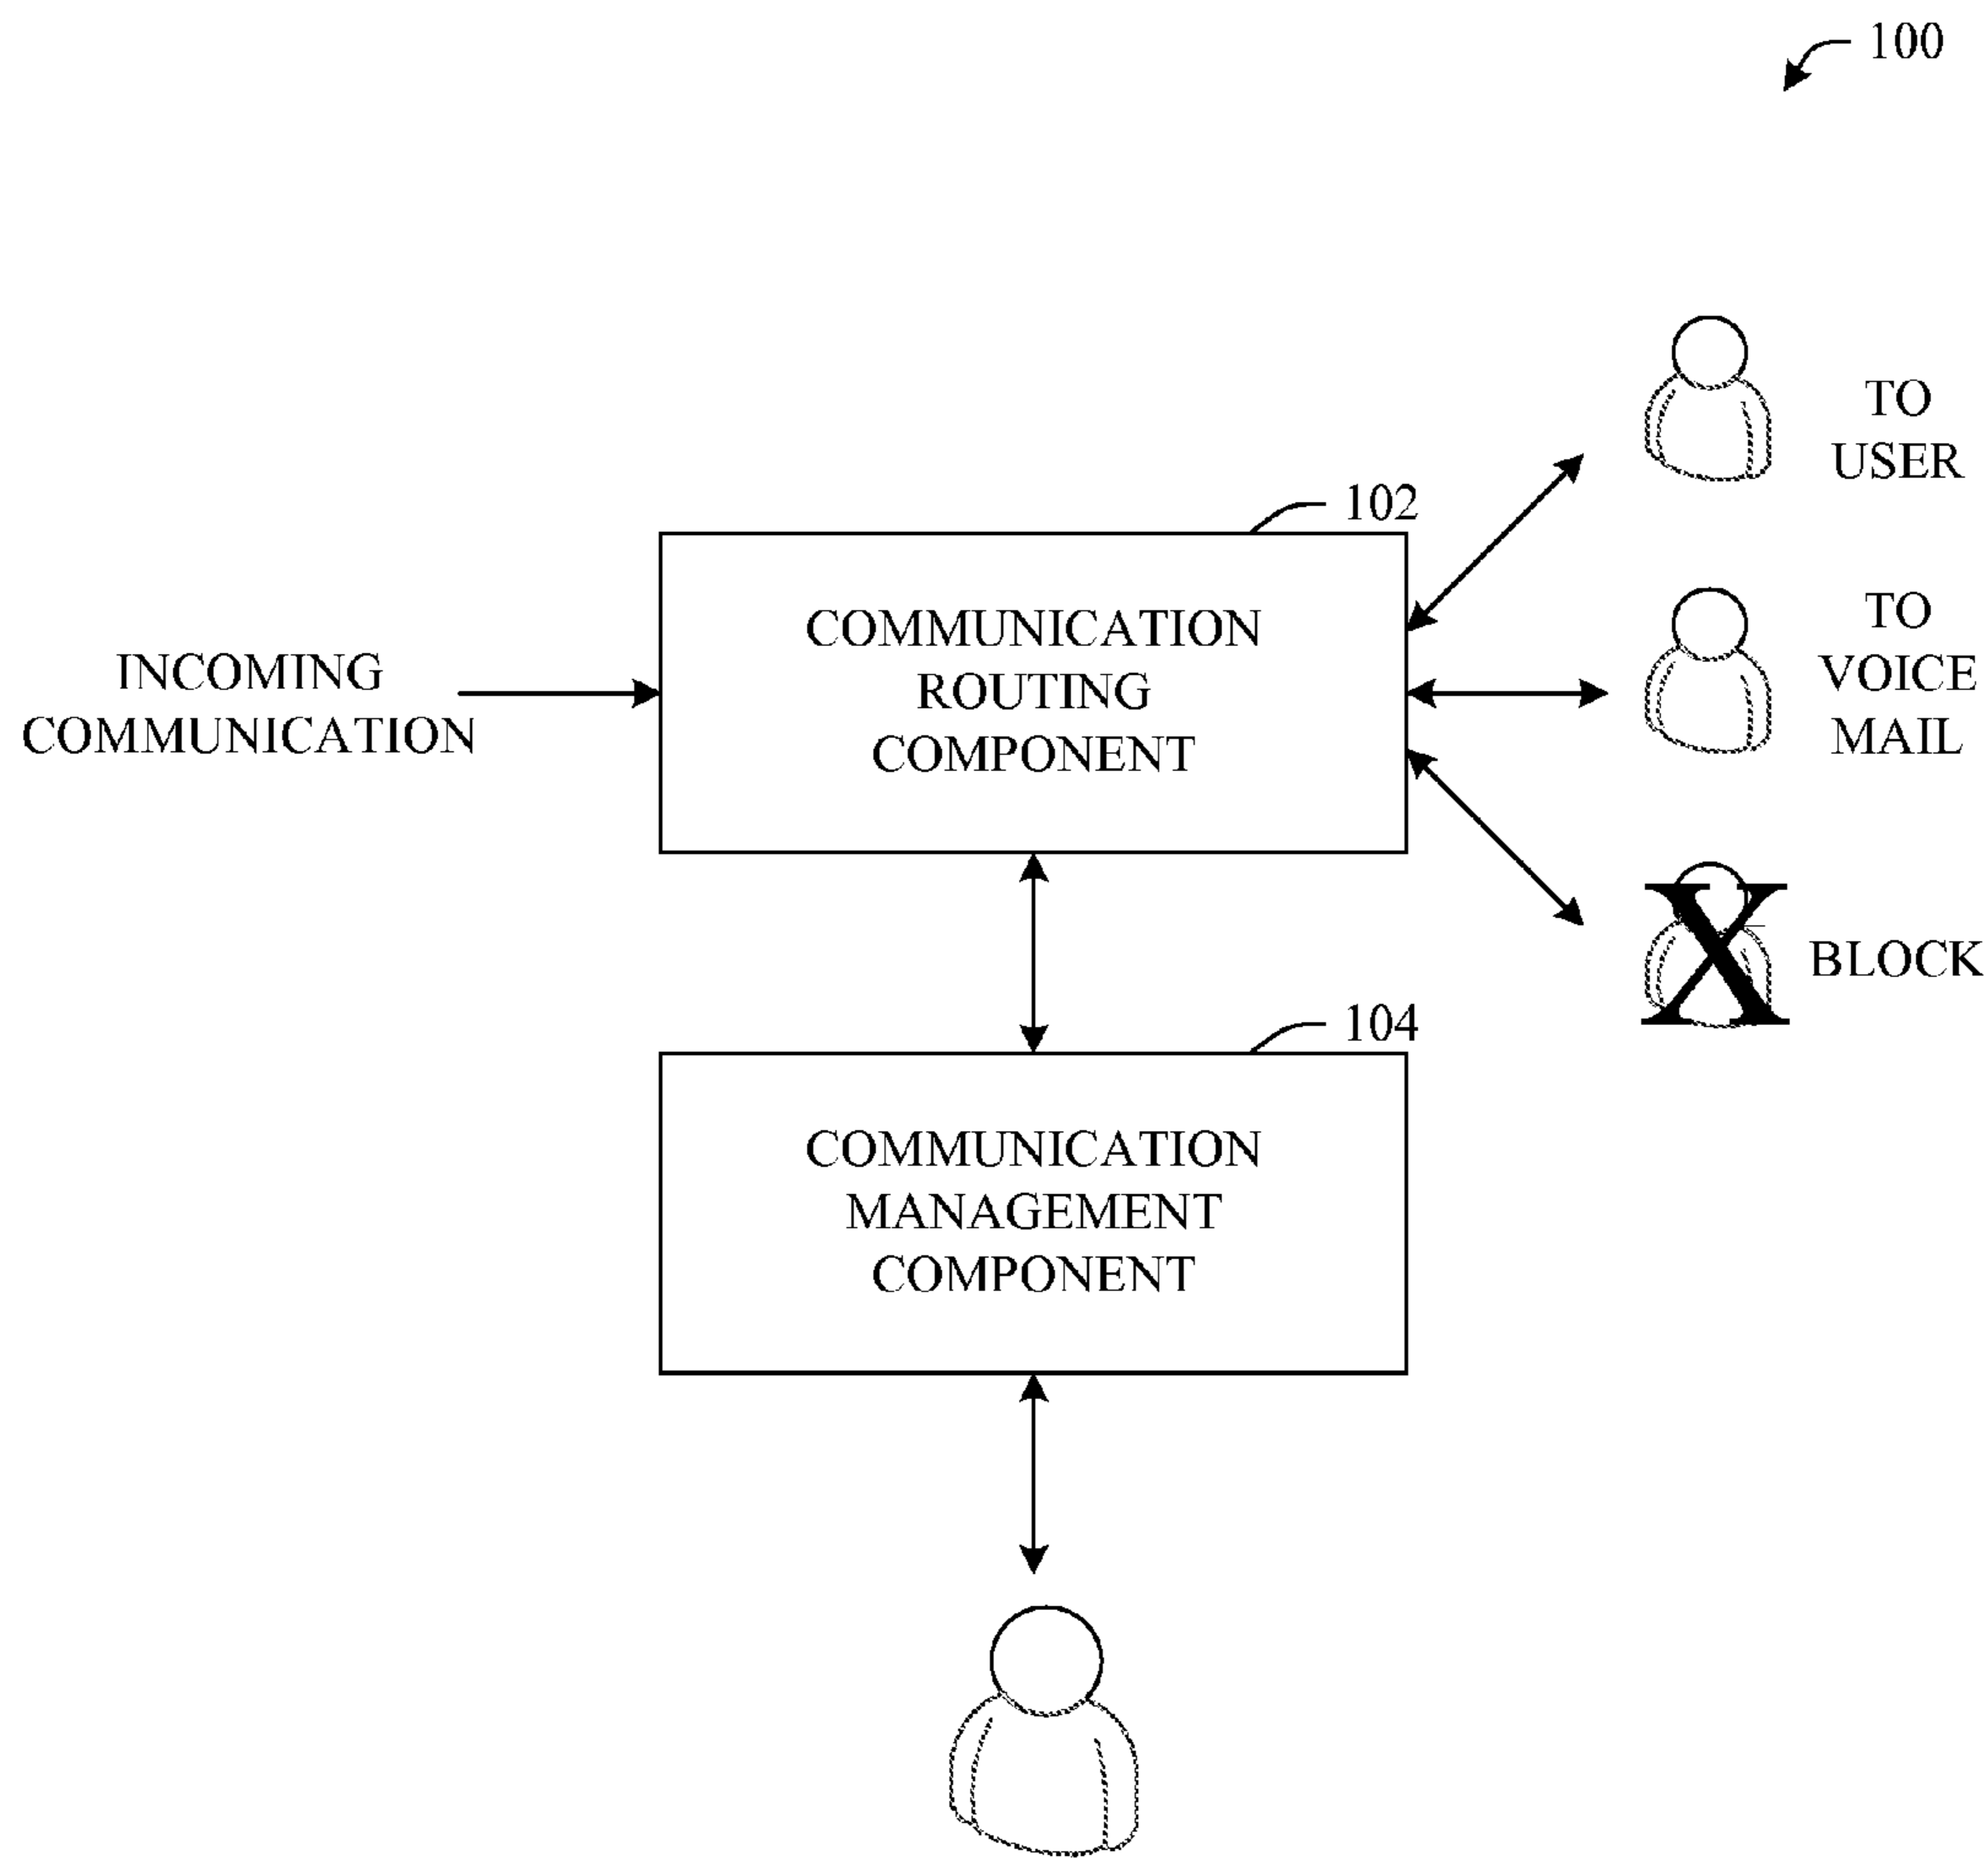 100
TO
USER
102
COMMUNICATION
ROUTING
COMPONENT
INCOMING
COMMUNICATION
TO
VOICE
MAIL
X
BLOCK
104
COMMUNICATION
MANAGEMENT
COMPONENT